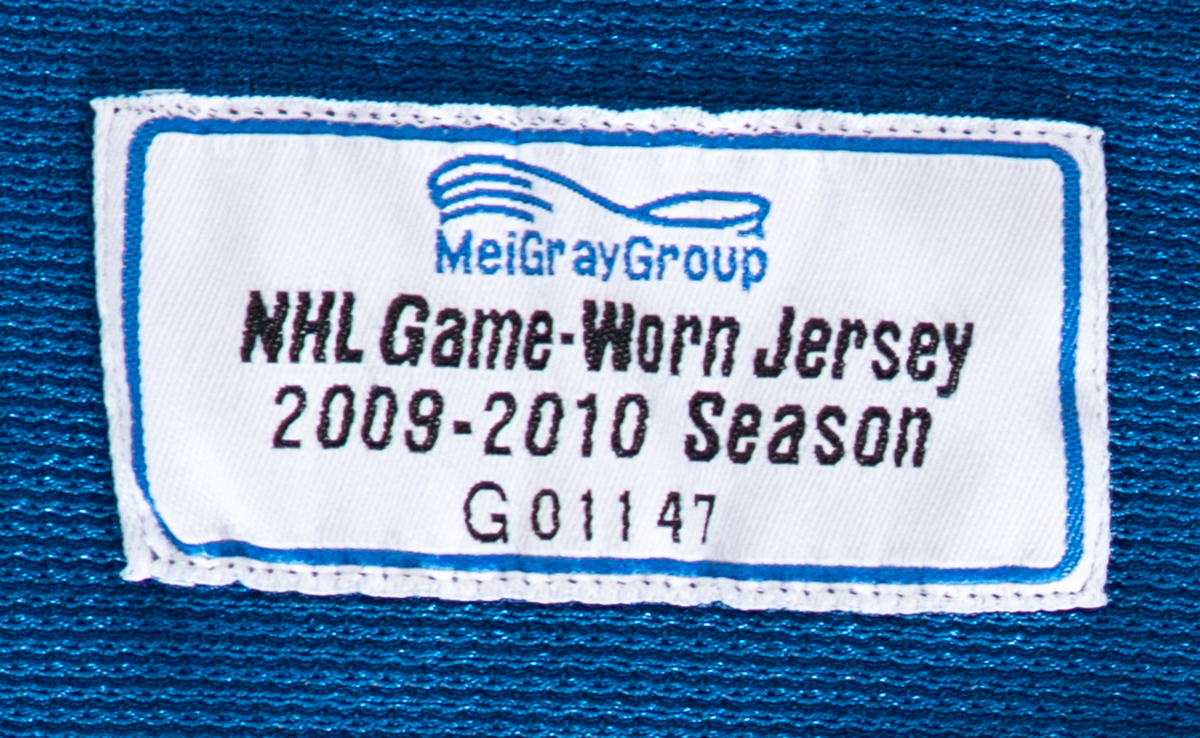 MeiGrayGroup
NHL Game-Worn Jersey
2009-2010 Season
G01147